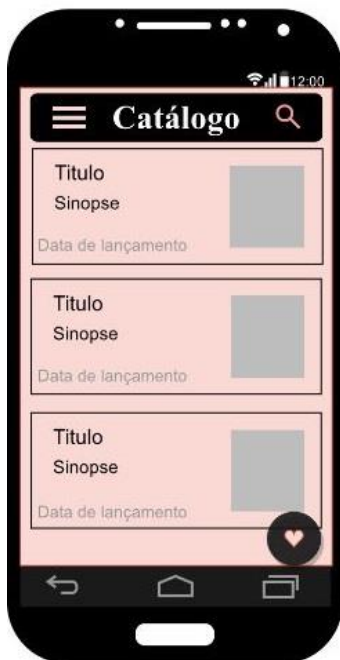 12:00
Catálogo
Titulo
Sinopse
Data de lançamento
Titulo
Sinopse
Data de lançamento
Titulo
Sinopse
Data de lançamento